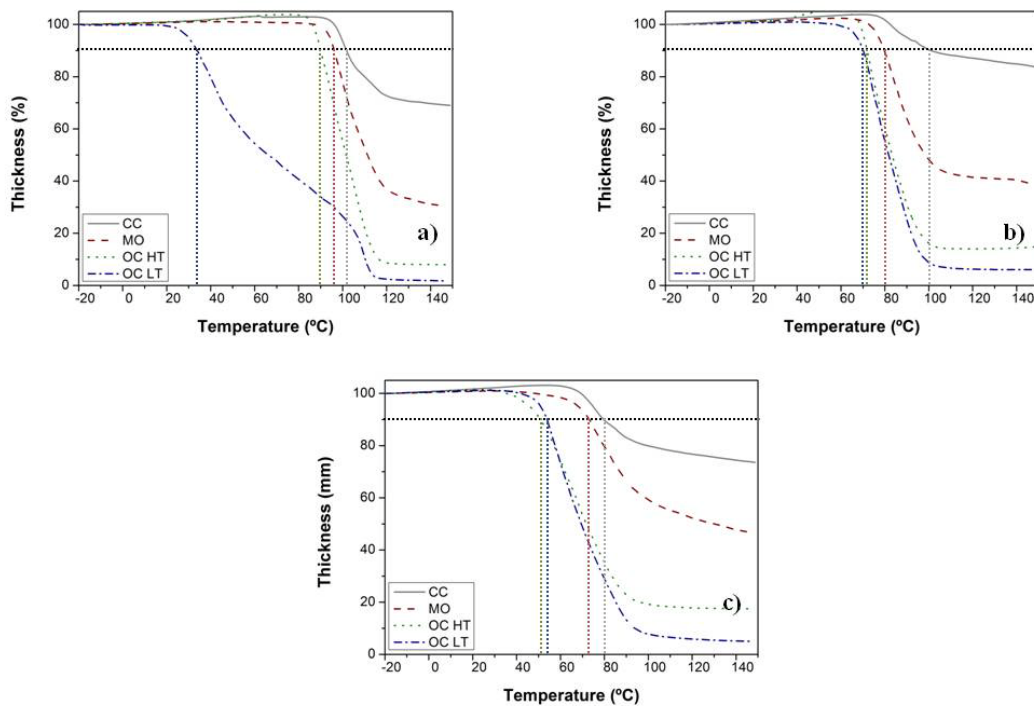 100
80
60
40
20
0
Thickness (%)
CC
MO
OC HT
OC LT
a)
-20 0 20 40 60 80 100 120 140
Temperature (ºC)
100
80
60
40
20
0
Thickness (%)
CC
MO
OC HT
OC LT
b)
-20 0 20 40 60 80 100 120 140
Temperature (ºC)
100
80
60
40
20
0
Thickness (mm)
CC
MO
OC HT
OC LT
c)
-20 0 20 40 60 80 100 120 140
Temperature (ºC)